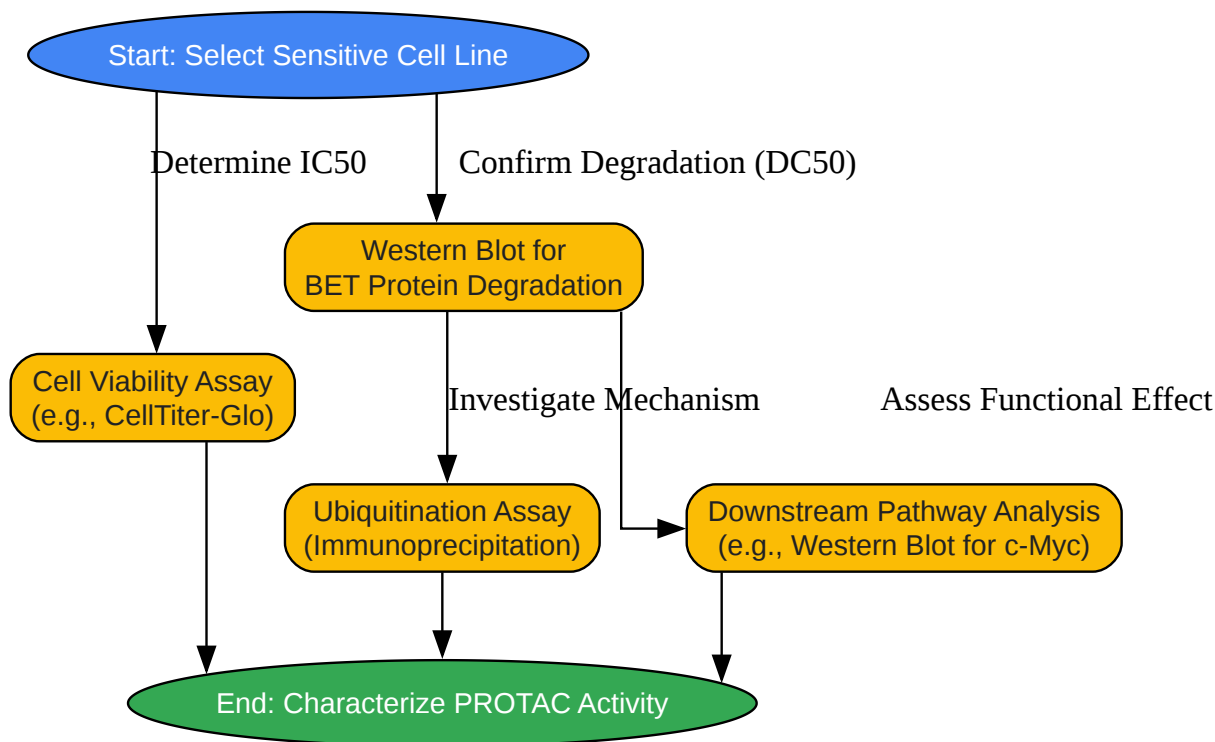 Start: Select Sensitive Cell Line
Determine IC50
Confirm Degradation (DC50)
Western Blot for
BET Protein Degradation
Cell Viability Assay
(e.g., CellTiter-Glo)
Investigate Mechanism
Assess Functional Effect
Ubiquitination Assay
(Immunoprecipitation)
Downstream Pathway Analysis
(e.g., Western Blot for c-Myc)
End: Characterize PROTAC Activity